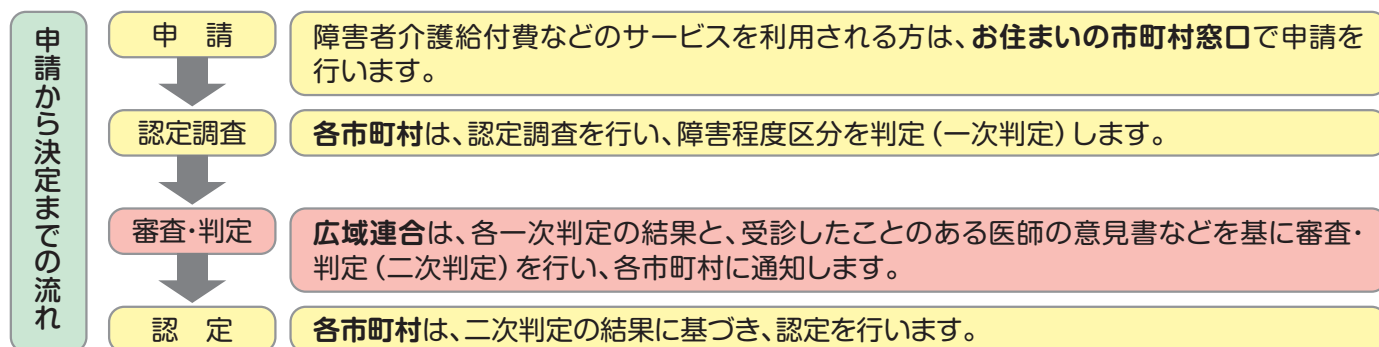 申請から決定までの流れ
申 請
障害者介護給付費などのサービスを利用される方は、お住まいの市町村窓口で申請を
行います。
認定調査
各市町村は、認定調査を行い、障害程度区分を判定（一次判定）します。
審査・判定
広域連合は、各一次判定の結果と、受診したことのある医師の意見書などを基に審査・
判定（二次判定）を行い、各市町村に通知します。
認 定
各市町村は、二次判定の結果に基づき、認定を行います。